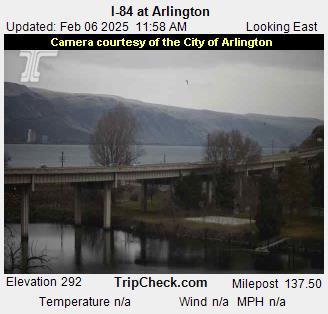 I-84 at Arlington
Updated: Feb 06 2025 11:58 AM Looking East
Camera courtesy of the City of Arlington
Elevation 292 TripCheck.com Milepost 137.50
Temperature n/a Wind n/a MPH n/a